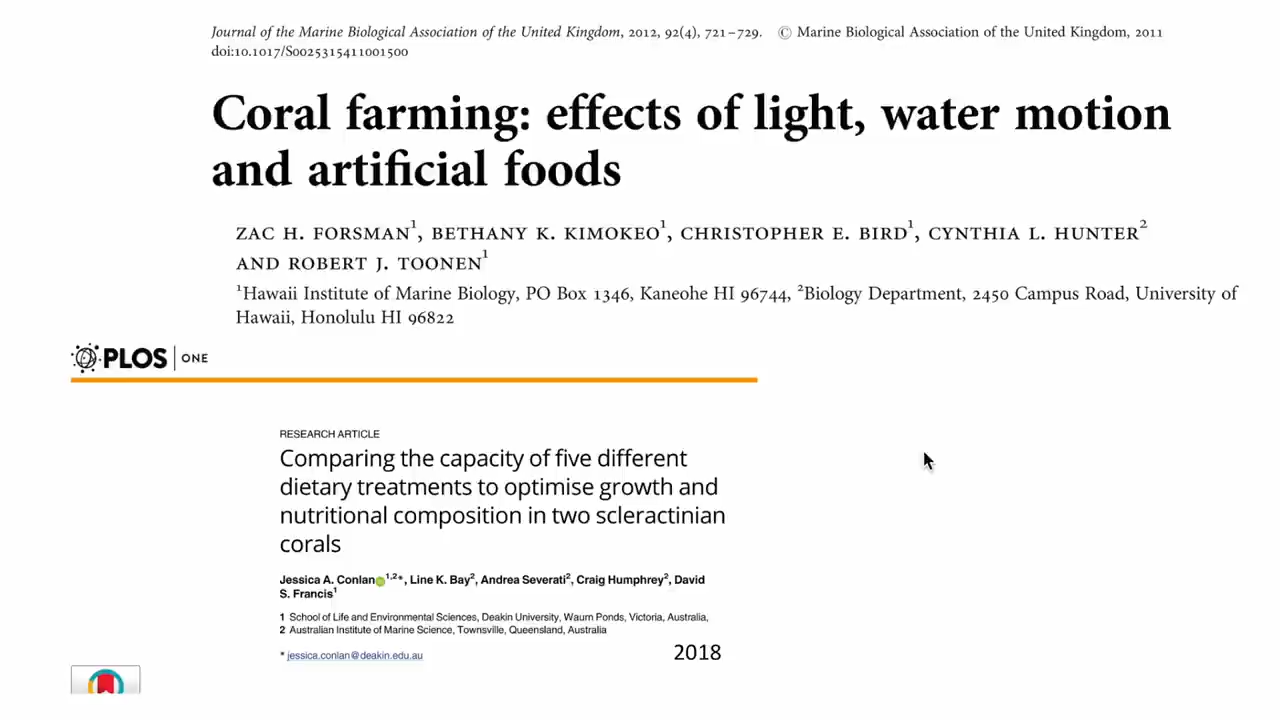 Journal of the Marine Biological Association of the United Kingdom, 2012, 92(4), 721–729. © Marine Biological Association of the United Kingdom, 2011
doi:10.1017/S0025315411001500
Coral farming: effects of light, water motion
and artificial foods
ZAC H. FORSMAN¹, BETHANY K. KIMOKEO¹, CHRISTOPHER E. BIRD¹, CYNTHIA L. HUNTER²
AND ROBERT J. TOONEN¹
¹Hawaii Institute of Marine Biology, PO Box 1346, Kaneohe HI 96744, ²Biology Department, 2450 Campus Road, University of
Hawaii, Honolulu HI 96822
PLOS | ONE
RESEARCH ARTICLE
Comparing the capacity of five different
dietary treatments to optimise growth and
nutritional composition in two scleractinian
corals
Jessica A. Conlan¹,²*, Line K. Bay², Andrea Severati², Craig Humphrey², David
S. Francis¹
1 School of Life and Environmental Sciences, Deakin University, Waurn Ponds, Victoria, Australia,
2 Australian Institute of Marine Science, Townsville, Queensland, Australia
* jessica.conlan@deakin.edu.au
2018